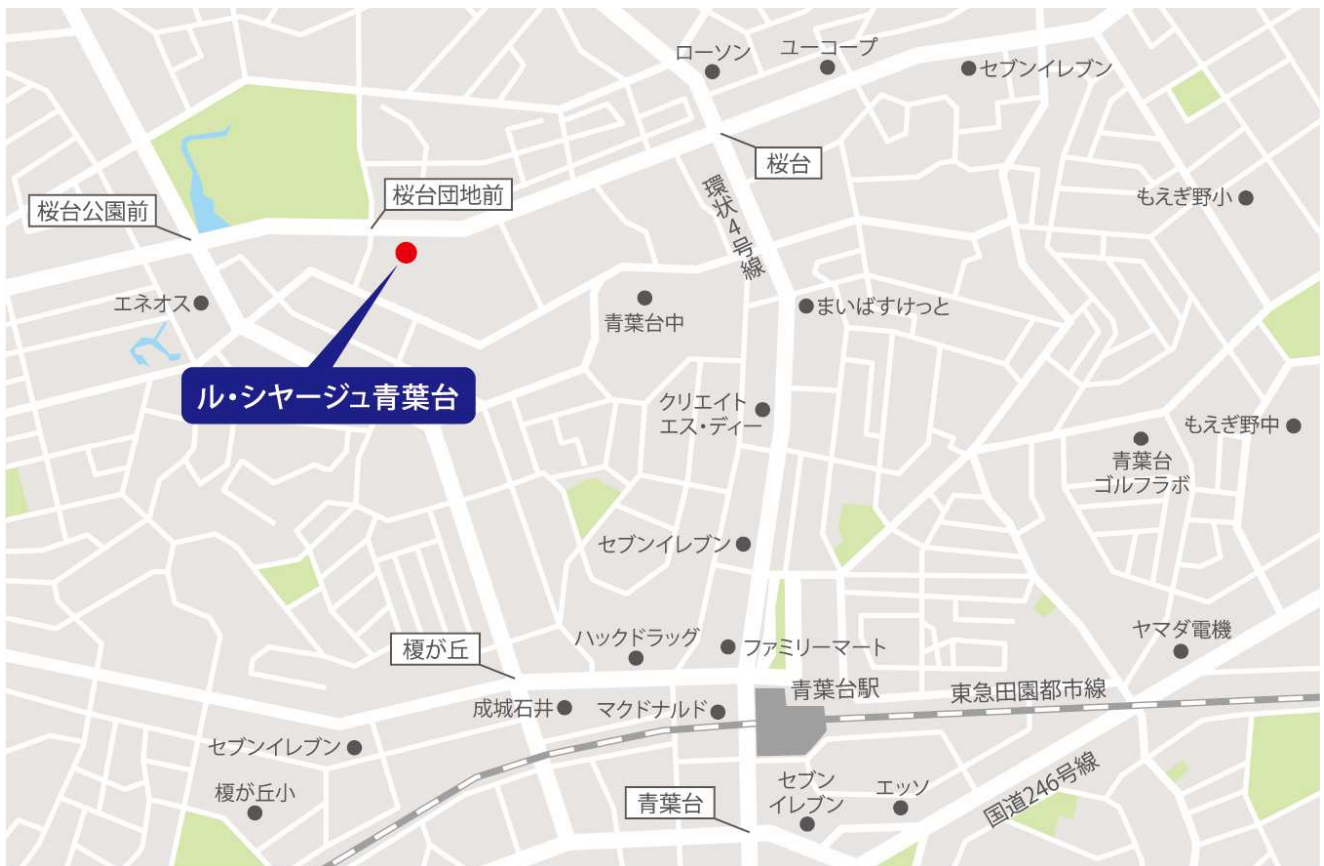 ローソン
ユーコープ
セブンイレブン
桜台
桜台団地前
桜台公園前
もえぎ野小
環状4号線
エネオス
青葉台中
まいばすけっと
ル・シヤージュ青葉台
クリエイト
エス・ディー
もえぎ野中
青葉台
ゴルフラボ
セブンイレブン
榎が丘
ハックドラッグ
ファミリーマート
ヤマダ電機
成城石井
マクドナルド
青葉台駅
東急田園都市線
セブンイレブン
榎が丘小
青葉台
セブン
イレブン
エッソ
国道246号線